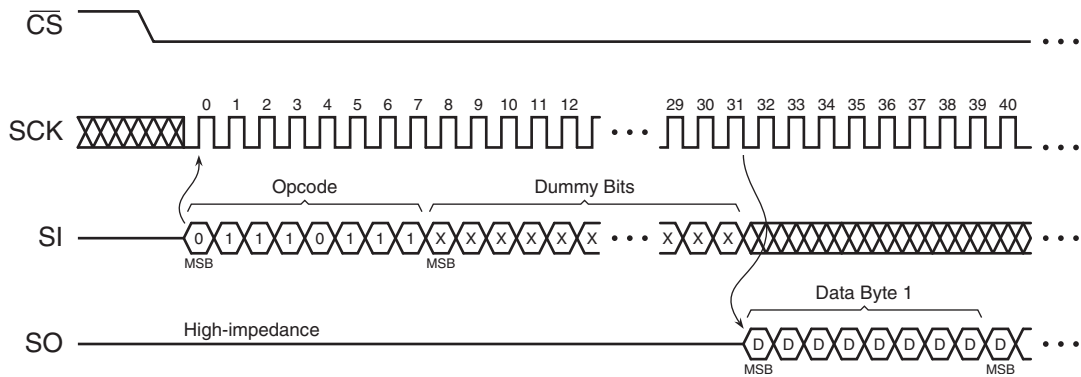 CS
0 1 2 3 4 5 6 7 8 9 10 11 12 29 30 31 32 33 34 35 36 37 38 39 40
SCK
Opcode Dummy Bits
SI 0 1 1 1 0 1 1 1 X X X X X X X X X
MSB MSB
Data Byte 1
High-impedance
SO D D D D D D D D D
MSB MSB